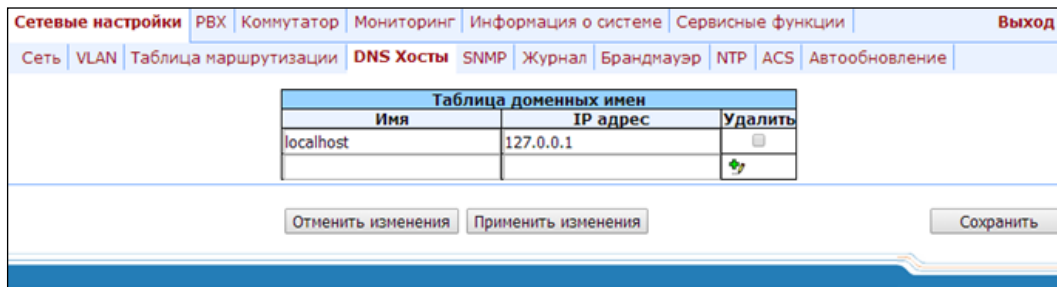 Сетевые настройки PBX Коммутатор Мониторинг Информация о системе Сервисные функции Выход
Сеть VLAN Таблица маршрутизации DNS Хосты SNMP Журнал Брандмауэр NTP ACS Автообновление
Таблица доменных имен
Имя IP адрес Удалить
localhost 127.0.0.1
Отменить изменения Применить изменения Сохранить